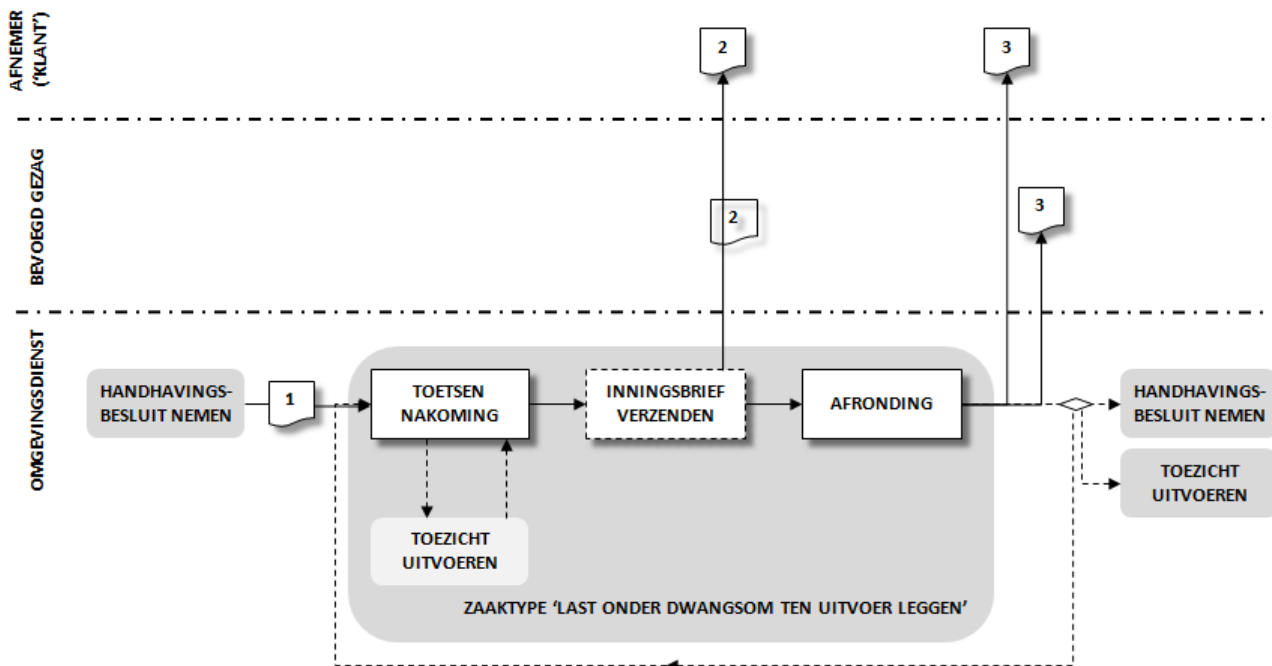 AFNEMER
(‘KLANT’)
2
3
BEVOEGD GEZAG
2
3
OMGEVINGSDIENST
HANDHAVINGS-
BESLUIT NEMEN
1
TOETSEN
NAKOMING
INNINGSBRIEF
VERZENDEN
AFRONDING
HANDHAVINGS-
BESLUIT NEMEN
TOEZICHT
UITVOEREN
TOEZICHT
UITVOEREN
ZAAKTYPE ‘LAST ONDER DWANGSOM TEN UITVOER LEGGEN’